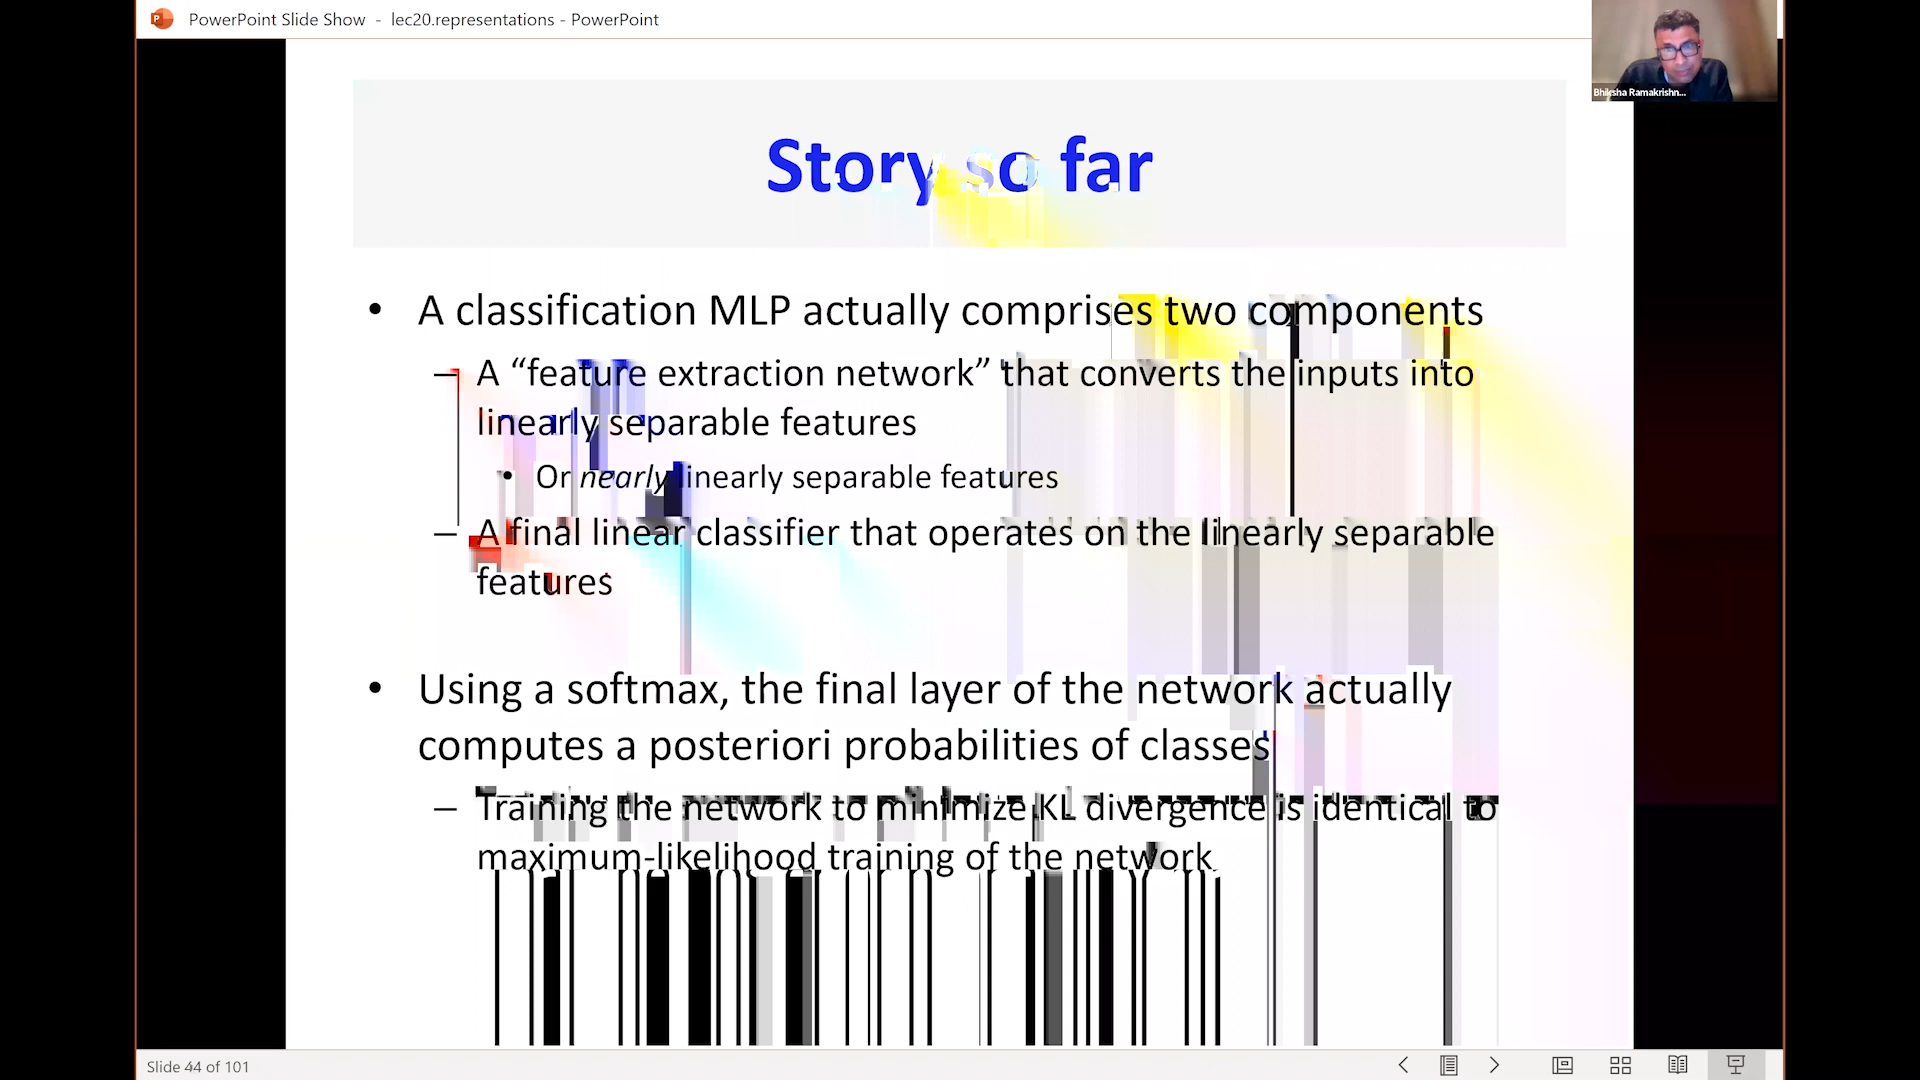 PowerPoint Slide Show - lec20.representations - PowerPoint
Bhiksha Ramakrishn...
Story so far
• A classification MLP actually comprises two components
– A “feature extraction network” that converts the inputs into
linearly separable features
• Or nearly linearly separable features
– A final linear classifier that operates on the linearly separable
features
• Using a softmax, the final layer of the network actually
computes a posteriori probabilities of classes
– Training the network to minimize KL divergence is identical to
maximum-likelihood training of the network
Slide 44 of 101